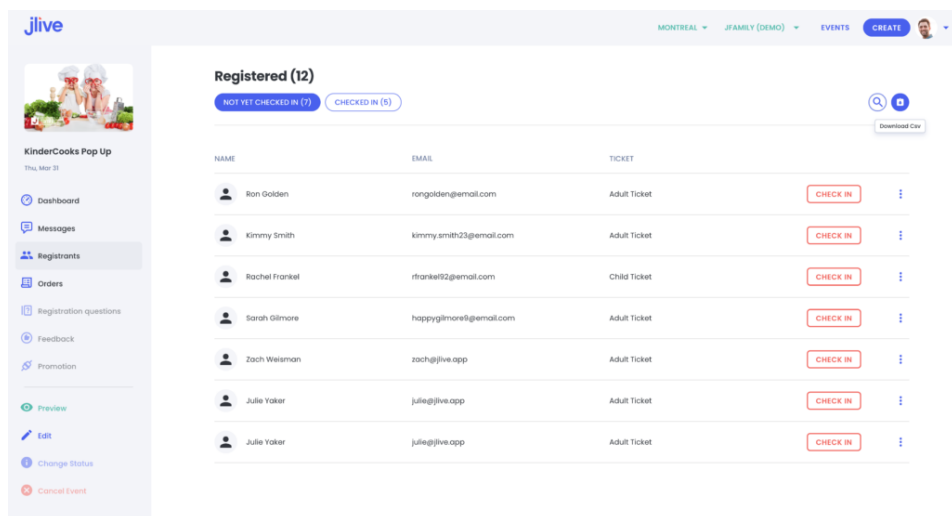 jlive
MONTREAL JFAMILY (DEMO) EVENTS CREATE
KinderCooks Pop Up
Thu, Mar 31
Dashboard
Messages
Registrants
Orders
Registration questions
Feedback
Promotion
Preview
Edit
Change Status
Cancel Event
Registered (12)
NOT YET CHECKED IN (7) CHECKED IN (5)
Download Csv
NAME EMAIL TICKET
Ron Golden rongolden@email.com Adult Ticket CHECK IN
Kimmy Smith kimmy.smith23@email.com Adult Ticket CHECK IN
Rachel Frankel rfrankel92@email.com Child Ticket CHECK IN
Sarah Gilmore happygilmore9@email.com Adult Ticket CHECK IN
Zach Weisman zach@jlive.app Adult Ticket CHECK IN
Julie Yaker julie@jlive.app Adult Ticket CHECK IN
Julie Yaker julie@jlive.app Adult Ticket CHECK IN